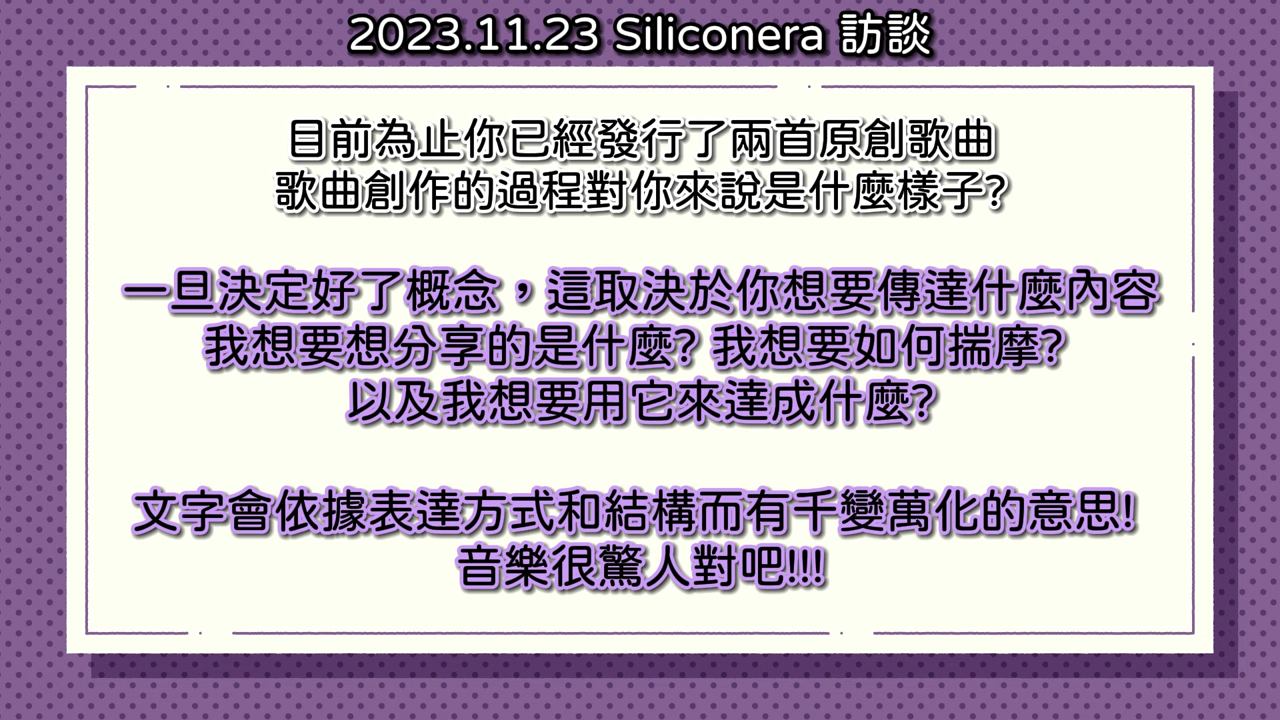 2023.11.23 Siliconera 訪談
目前為止你已經發行了兩首原創歌曲
歌曲創作的過程對你來說是什麼樣子?
一旦決定好了概念，這取決於你想要傳達什麼內容
我想要想分享的是什麼? 我想要如何揣摩?
以及我想要用它來達成什麼?
文字會依據表達方式和結構而有千變萬化的意思!
音樂很驚人對吧!!!